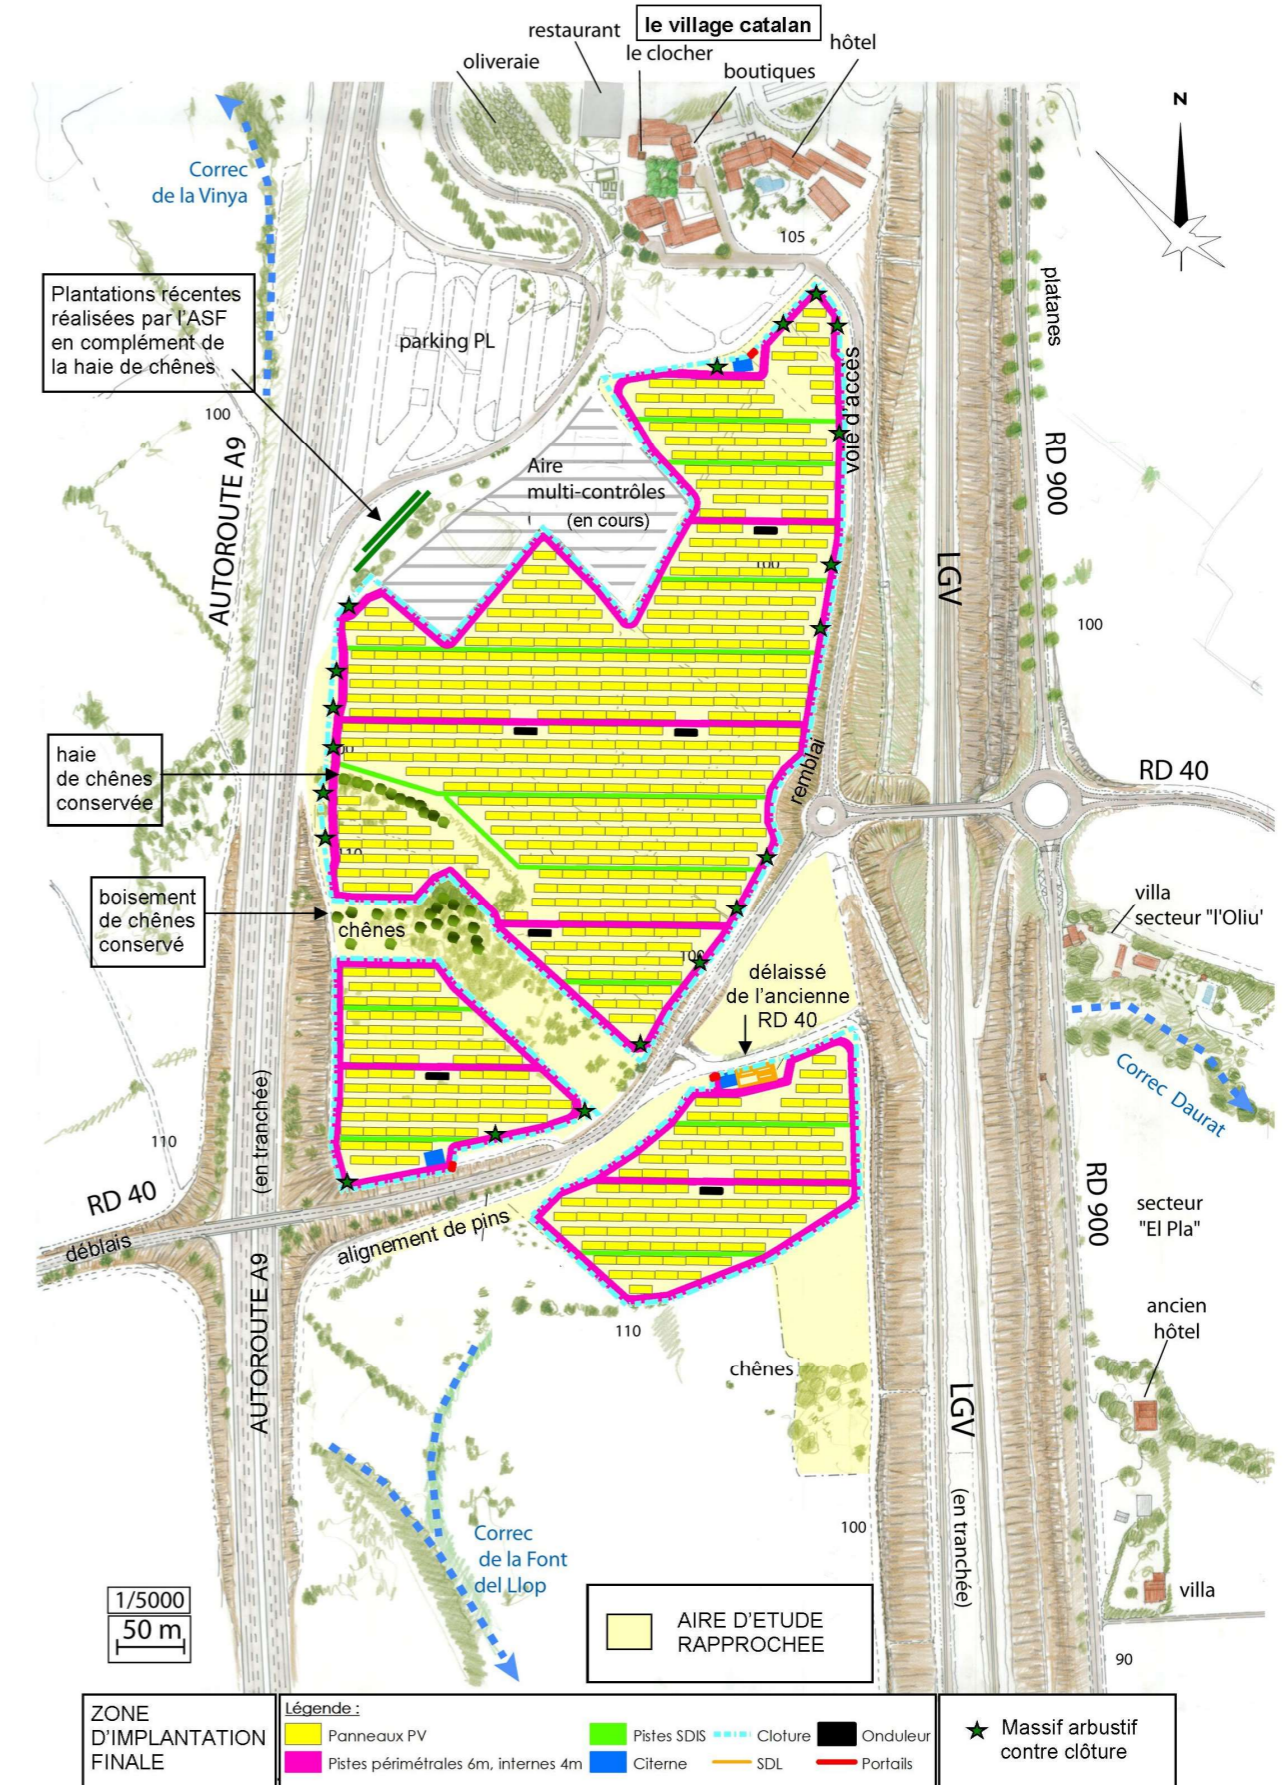 le village catalan
restaurant
le clocher
hôtel
oliveraie
boutiques
N
Correc
de la Vinya
105
platanes
Plantations récentes
réalisées par l'ASF
en complément de
la haie de chênes
parking PL
100
voie d'accès
RD 900
AUTOROUTE A9
Aire
multi-contrôles
(en cours)
100
LGV
100
haie
de chênes
conservée
remblai
RD 40
110
boisement
de chênes
conservé
chênes
villa
secteur "l'Oliu'
100
délaissé
de l'ancienne
RD 40
Correc Daurat
110
(en tranchée)
RD 40
déblais
alignement de pins
RD 900
secteur
"El Pla"
AUTOROUTE A9
110
ancien
hôtel
chênes
LGV
(en tranchée)
100
Correc
de la Font
del Llop
villa
1/5000
50 m
AIRE D'ETUDE
RAPPROCHEE
90
ZONE
D'IMPLANTATION
FINALE
Légende :
Panneaux PV
Pistes SDIS
Cloture
Onduleur
Pistes périmétrales 6m, internes 4m
Citerne
SDL
Portails
Massif arbustif
contre clôture